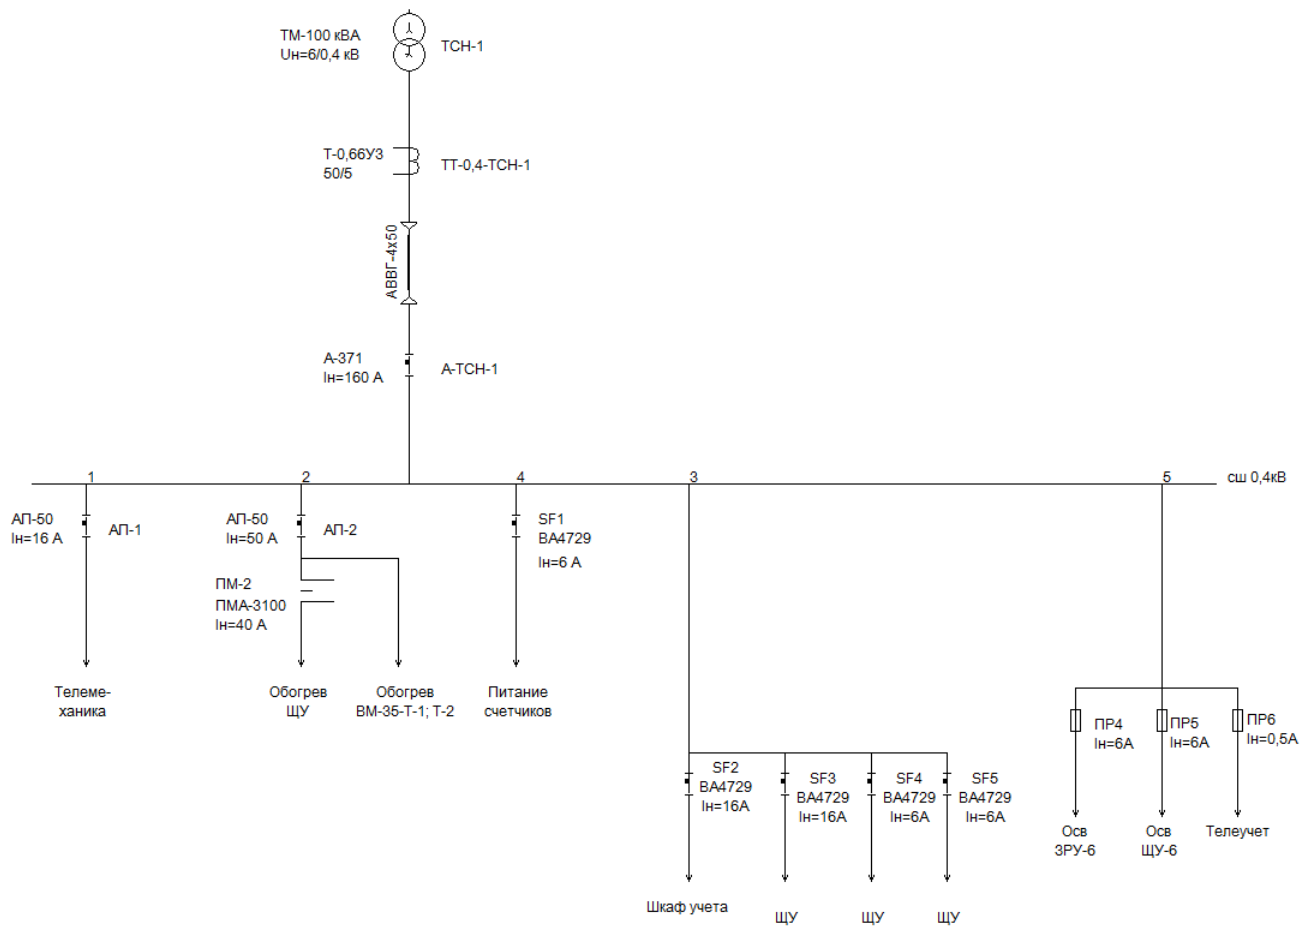 ТМ-100 кВА
Uн=6/0,4 кВ
ТСН-1
Т-0,66У3
50/5
ТТ-0,4-ТСН-1
АВВГ-4х50
А-371
Iн=160 А
А-ТСН-1
1
2
4
3
5
сш 0,4кВ
АП-50
Iн=16 А
АП-1
АП-50
Iн=50 А
АП-2
SF1
ВА4729
Iн=6 А
ПМ-2
ПМА-3100
Iн=40 А
Телеме-
ханика
Обогрев
ЩУ
Обогрев
ВМ-35-Т-1; Т-2
Питание
счетчиков
SF2
ВА4729
Iн=16А
SF3
ВА4729
Iн=16А
SF4
ВА4729
Iн=6А
SF5
ВА4729
Iн=6А
ПР4
Iн=6А
ПР5
Iн=6А
ПР6
Iн=0,5А
Осв
ЗРУ-6
Осв
ЩУ-6
Телеучет
Шкаф учета
ЩУ
ЩУ
ЩУ